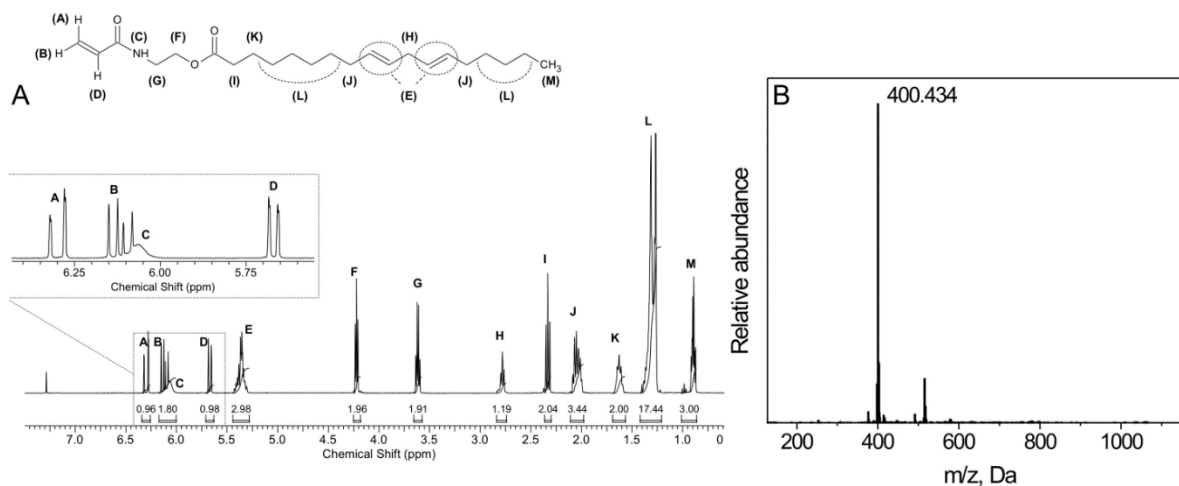 (A) H O (C) (F) O (K) (H)
(B) H NH O CH₃
H (G) (I) (J) (J) (M)
(D) (L) (E) (L)
A
L
A B D
C
6.25 6.00 5.75
Chemical Shift (ppm)
A B C D E F G H I J K M
0.96 1.80 0.98 2.98 1.96 1.91 1.19 2.04 3.44 2.00 17.44 3.00
7.0 6.5 6.0 5.5 5.0 4.5 4.0 3.5 3.0 2.5 2.0 1.5 1.0 0
Chemical Shift (ppm)
B 400.434
Relative abundance
200 400 600 800 1000
m/z, Da